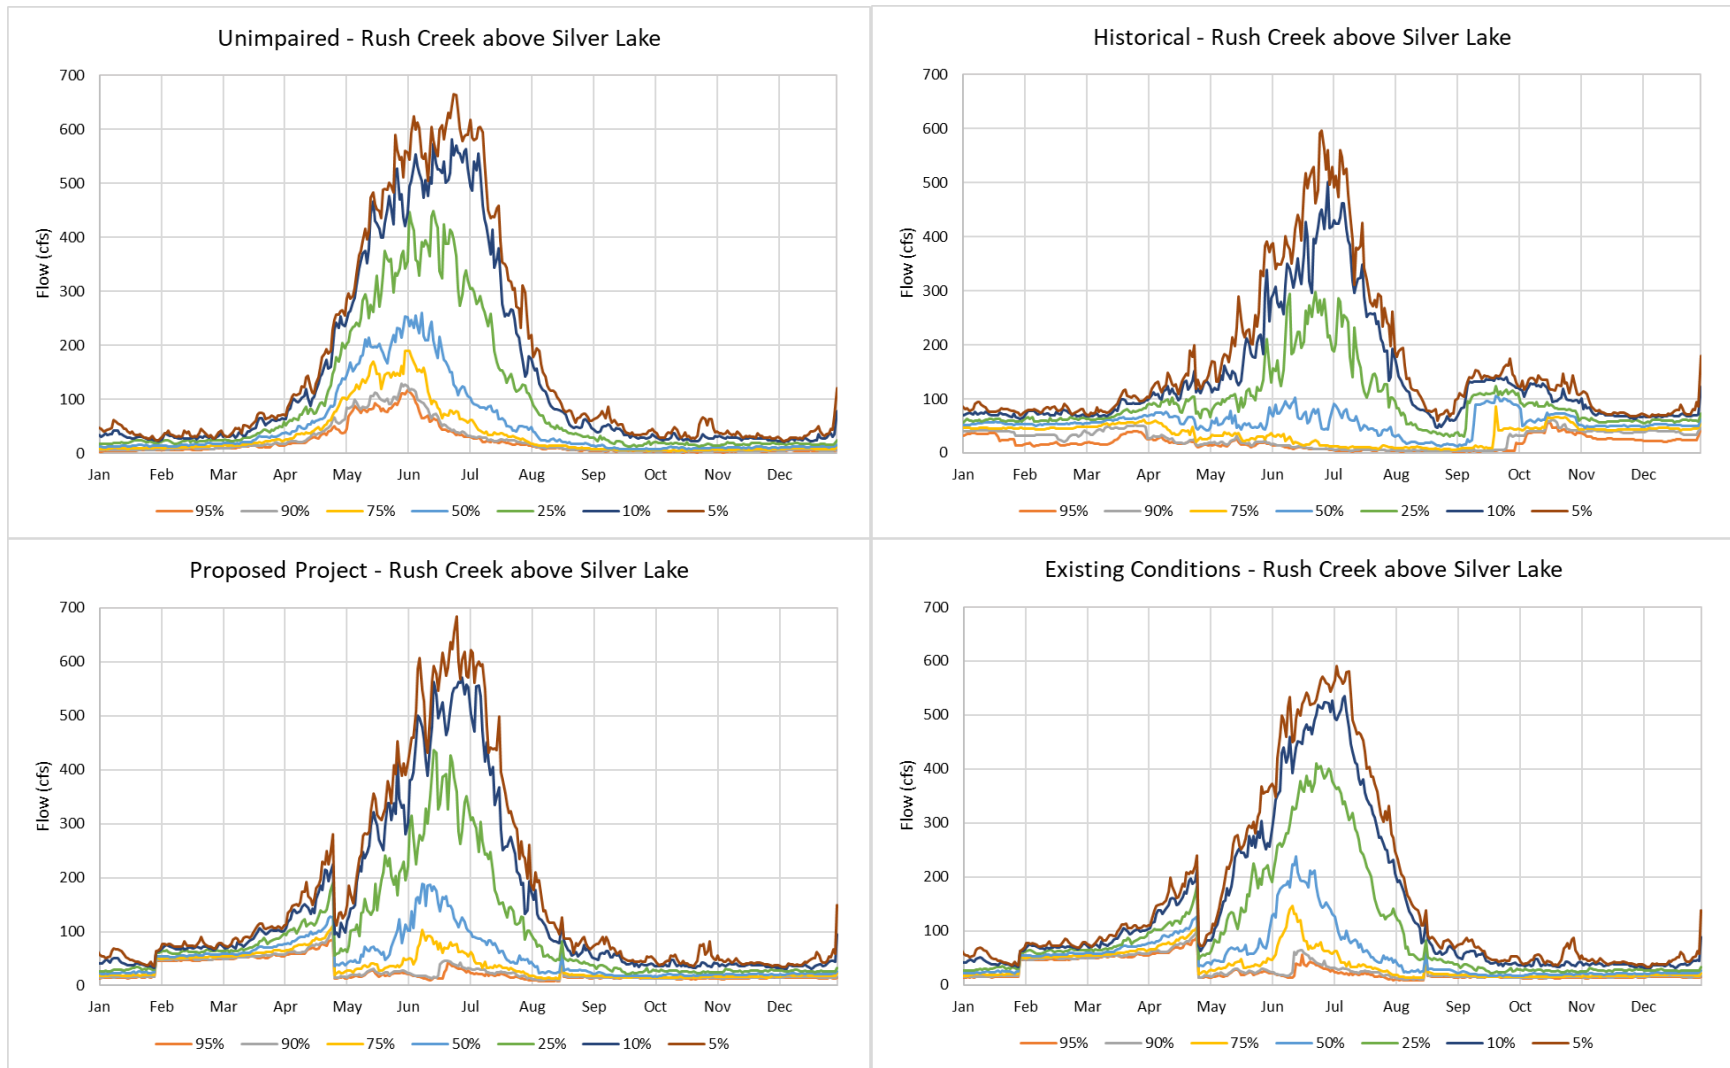 Unimpaired - Rush Creek above Silver Lake
Flow (cfs)
700
600
500
400
300
200
100
0
Jan Feb Mar Apr May Jun Jul Aug Sep Oct Nov Dec
95% 90% 75% 50% 25% 10% 5%
Historical - Rush Creek above Silver Lake
Flow (cfs)
700
600
500
400
300
200
100
0
Jan Feb Mar Apr May Jun Jul Aug Sep Oct Nov Dec
95% 90% 75% 50% 25% 10% 5%
Proposed Project - Rush Creek above Silver Lake
Flow (cfs)
700
600
500
400
300
200
100
0
Jan Feb Mar Apr May Jun Jul Aug Sep Oct Nov Dec
95% 90% 75% 50% 25% 10% 5%
Existing Conditions - Rush Creek above Silver Lake
Flow (cfs)
700
600
500
400
300
200
100
0
Jan Feb Mar Apr May Jun Jul Aug Sep Oct Nov Dec
95% 90% 75% 50% 25% 10% 5%